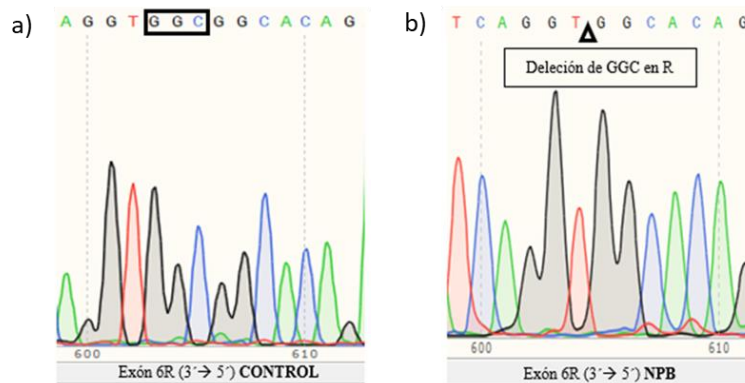 a)
A G G T G G C G G C A C A G
600
610
Exón 6R (3´→ 5´) CONTROL
b)
T C A G G T G G C A C A G
Deleción de GGC en R
600
610
Exón 6R (3´→ 5´) NPB